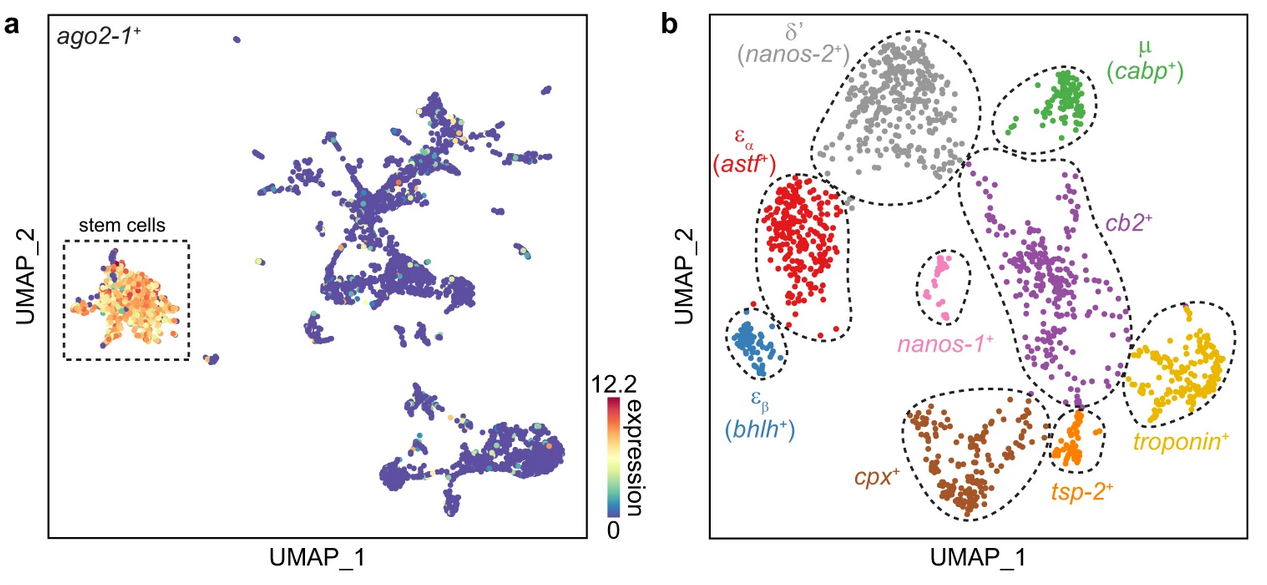 a
ago2-1+
stem cells
UMAP_2
UMAP_1
12.2
expression
0
b
δ’
(nanos-2+)
μ
(cabp+)
εα
(astf+)
cb2+
nanos-1+
εβ
(bhlh+)
troponin+
cpx+
tsp-2+
UMAP_2
UMAP_1